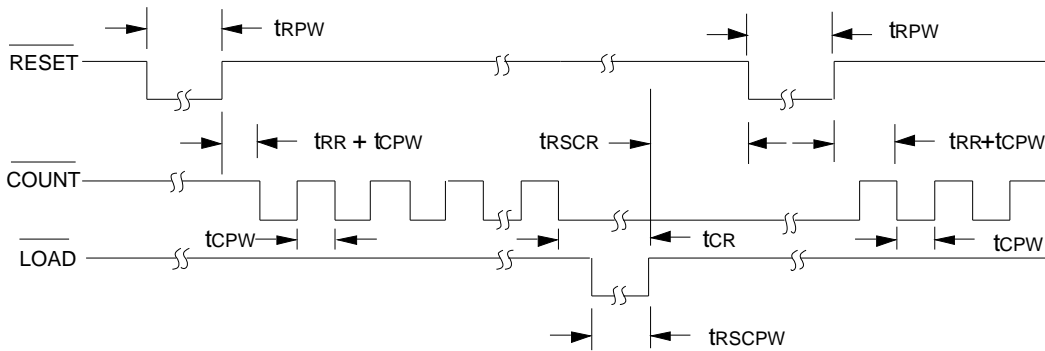 tRPW
tRPW
RESET
tRR + tCPW
tRSCR
tRR+tCPW
COUNT
tCPW
tCR
tCPW
LOAD
tRSCPW